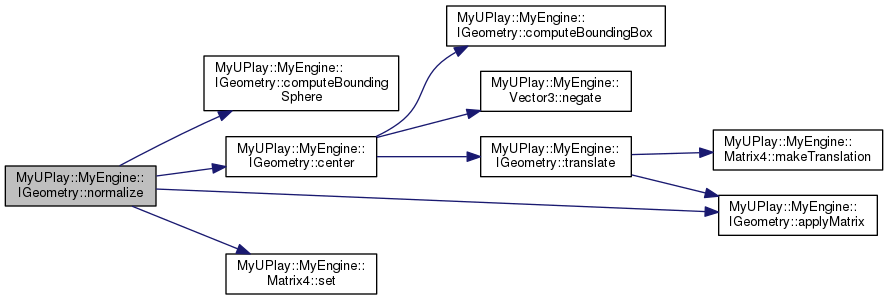 MyUPlay::MyEngine::
IGeometry::normalize
MyUPlay::MyEngine::
IGeometry::computeBounding
Sphere
MyUPlay::MyEngine::
IGeometry::center
MyUPlay::MyEngine::
Matrix4::set
MyUPlay::MyEngine::
IGeometry::computeBoundingBox
MyUPlay::MyEngine::
Vector3::negate
MyUPlay::MyEngine::
IGeometry::translate
MyUPlay::MyEngine::
Matrix4::makeTranslation
MyUPlay::MyEngine::
IGeometry::applyMatrix